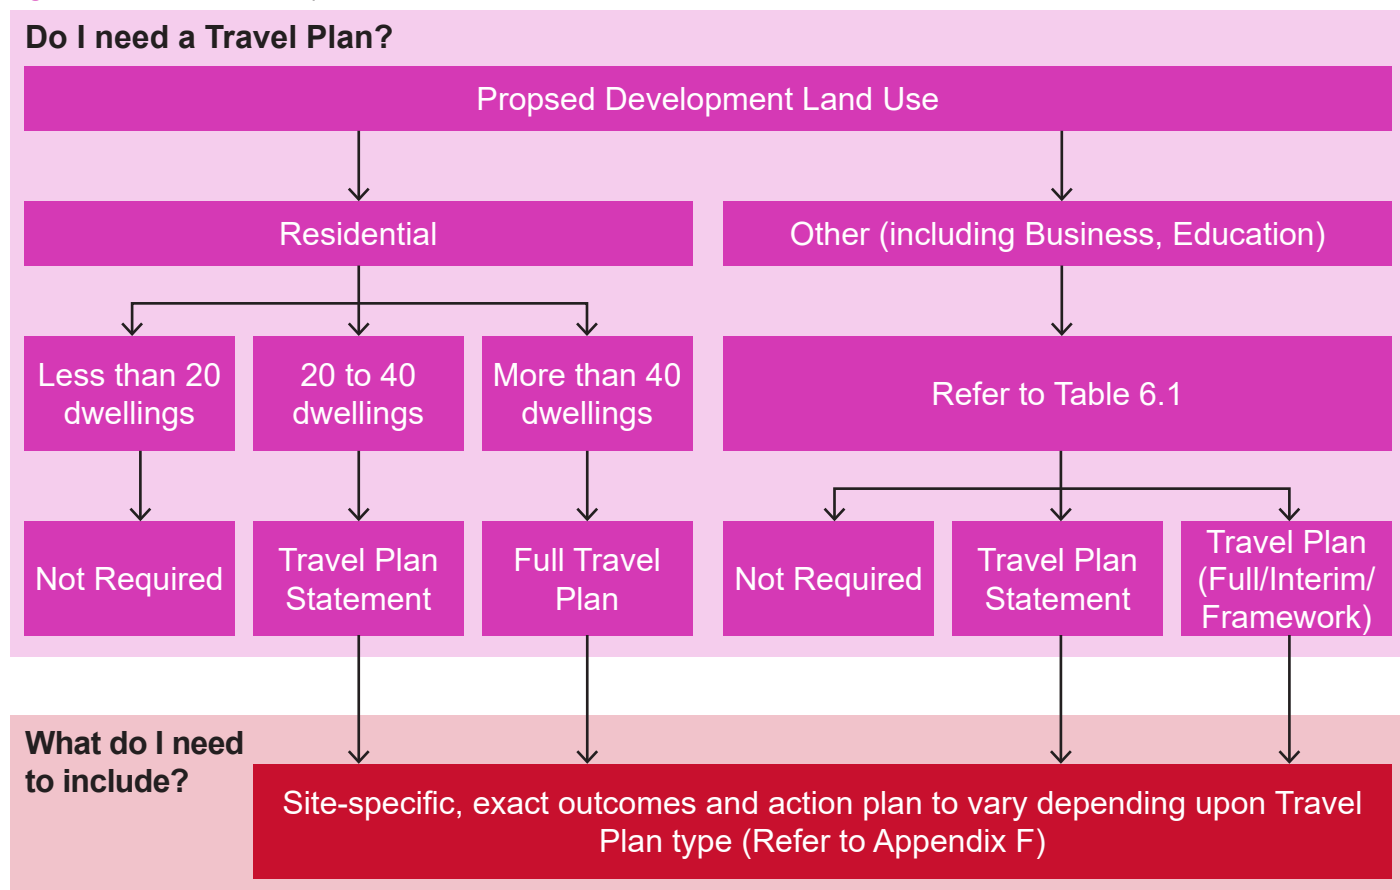 Do I need a Travel Plan?
Propsed Development Land Use
Residential
Other (including Business, Education)
Less than 20
dwellings
20 to 40
dwellings
More than 40
dwellings
Refer to Table 6.1
Not Required
Travel Plan
Statement
Full Travel
Plan
Not Required
Travel Plan
Statement
Travel Plan
(Full/Interim/
Framework)
What do I need
to include?
Site-specific, exact outcomes and action plan to vary depending upon Travel
Plan type (Refer to Appendix F)